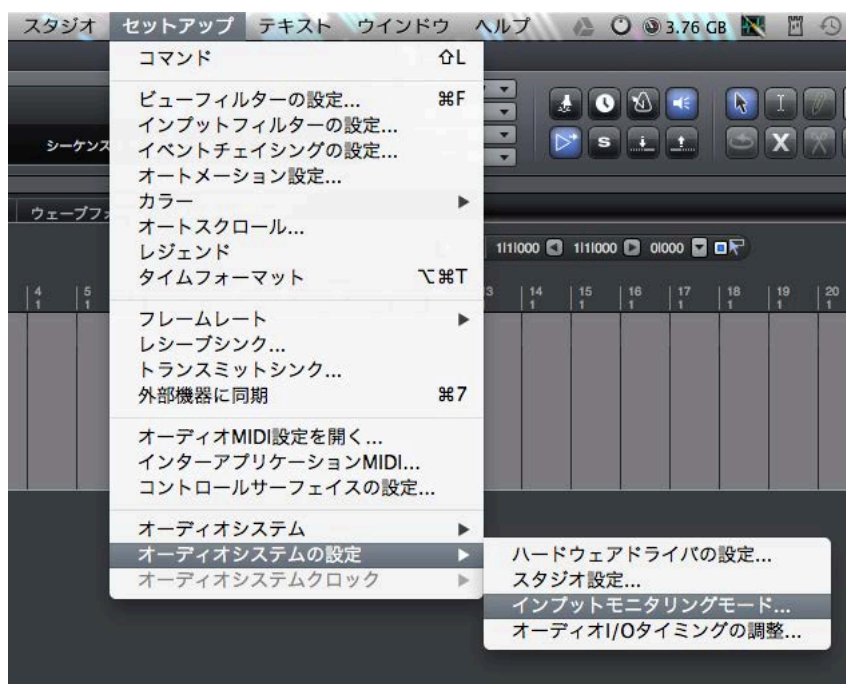 スタジオ セットアップ テキスト ウインドウ ヘルプ 3.76 GB
コマンド ⇧L
ビューフィルターの設定... ⌘F
インプットフィルターの設定...
イベントチェイシングの設定...
オートメーション設定...
カラー
オートスクロール...
レジェンド
タイムフォーマット ⌥⌘T
フレームレート
レシーブシンク...
トランスミットシンク...
外部機器に同期 ⌘7
オーディオMIDI設定を開く...
インターアプリケーションMIDI...
コントロールサーフェイスの設定...
オーディオシステム
オーディオシステムの設定
オーディオシステムクロック
ハードウェアドライバの設定...
スタジオ設定...
インプットモニタリングモード...
オーディオI/Oタイミングの調整...
シーケンス
S X
ウェーブフォ
1|1|000 1|1|000 0|000
4 5 3 14 15 16 17 18 19 20
1 1 1 1 1 1 1 1 1